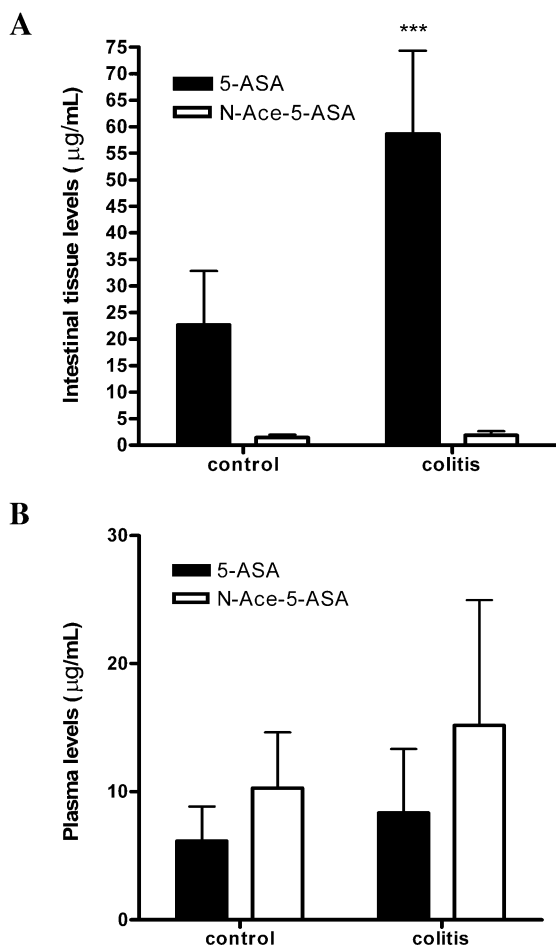 A
***
75
70
65
60
55
50
45
40
35
30
25
20
15
10
5
0
Intestinal tissue levels ( μg/mL)
5-ASA
N-Ace-5-ASA
control colitis
B
30
20
10
0
Plasma levels (μg/mL)
5-ASA
N-Ace-5-ASA
control colitis